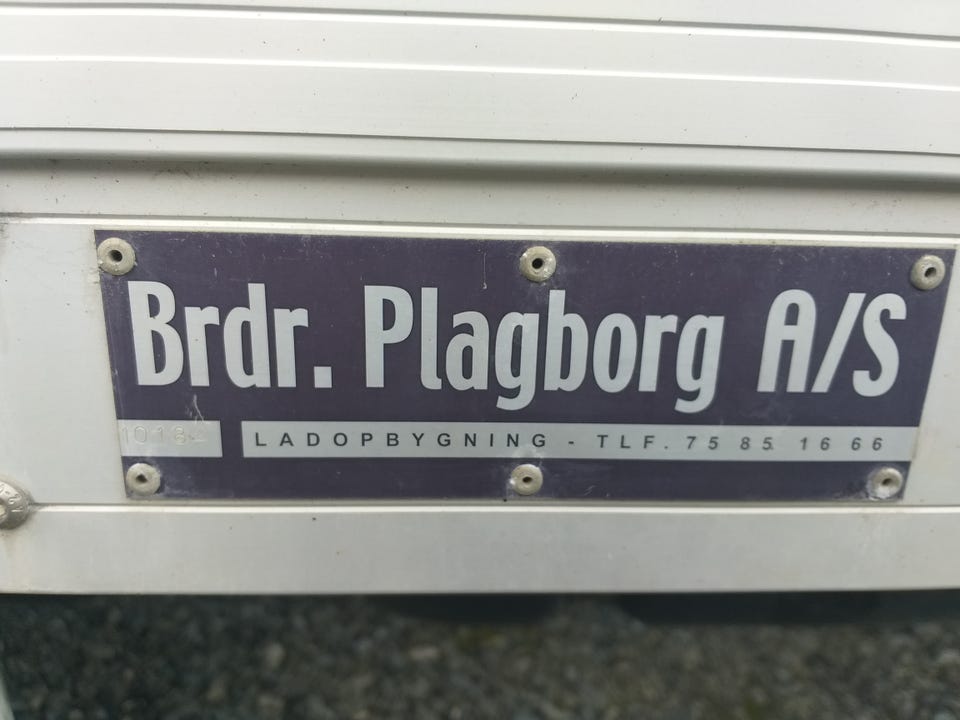 Brdr. Plagborg A/S
LADOPBYGNING - TLF. 75 85 16 66